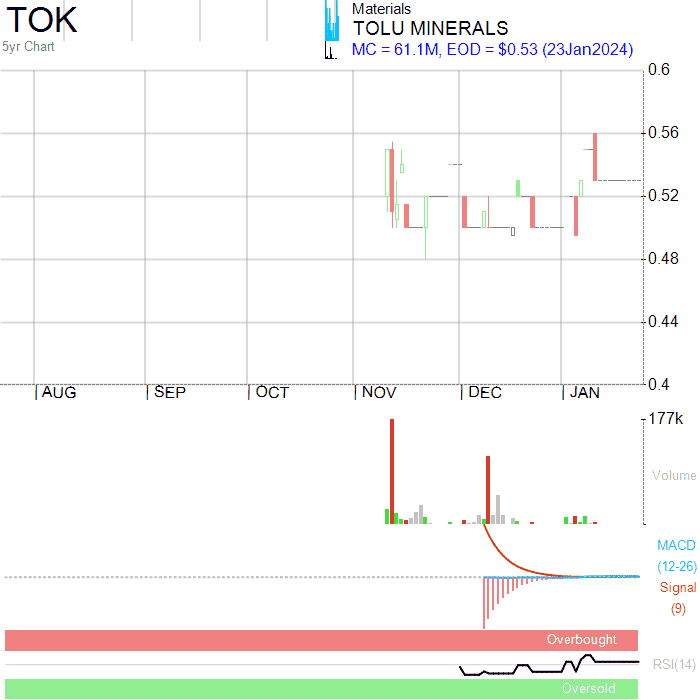 TOK
5yr Chart
Materials
TOLU MINERALS
MC = 61.1M, EOD = $0.53 (23Jan2024)
0.6
0.56
0.52
0.48
0.44
0.4
AUG SEP OCT NOV DEC JAN
177k
Volume
MACD
(12-26)
Signal
(9)
Overbought
RSI(14)
Oversold